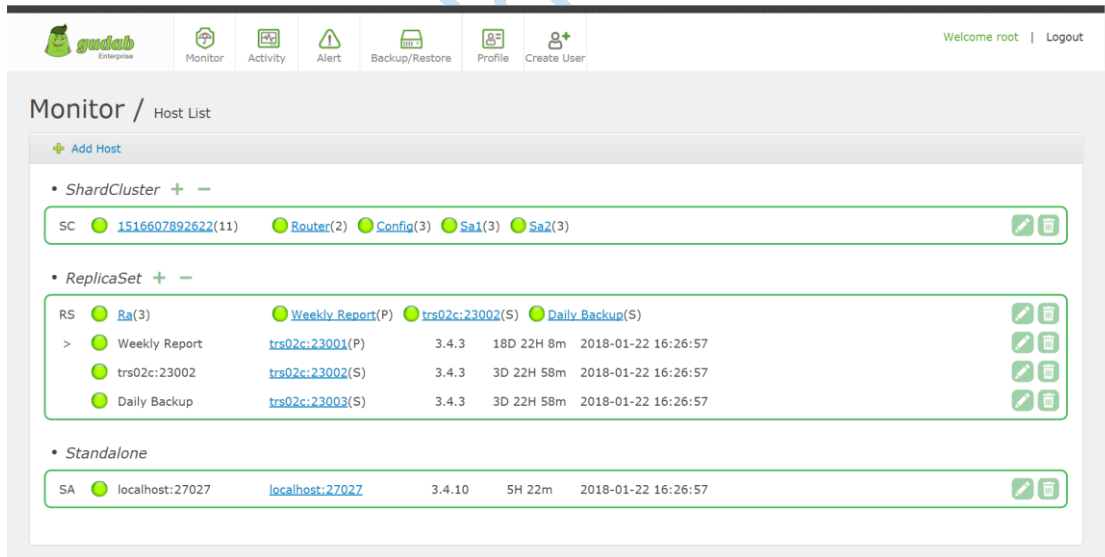 gudab
Enterprise
Monitor Activity Alert Backup/Restore Profile Create User
Welcome root | Logout
Monitor / Host List
Add Host
• ShardCluster + −
SC 1516607892622(11) Router(2) Config(3) Sa1(3) Sa2(3)
• ReplicaSet + −
RS Ra(3) Weekly Report(P) trs02c:23002(S) Daily Backup(S)
> Weekly Report trs02c:23001(P) 3.4.3 18D 22H 8m 2018-01-22 16:26:57
trs02c:23002 trs02c:23002(S) 3.4.3 3D 22H 58m 2018-01-22 16:26:57
Daily Backup trs02c:23003(S) 3.4.3 3D 22H 58m 2018-01-22 16:26:57
• Standalone
SA localhost:27027 localhost:27027 3.4.10 5H 22m 2018-01-22 16:26:57